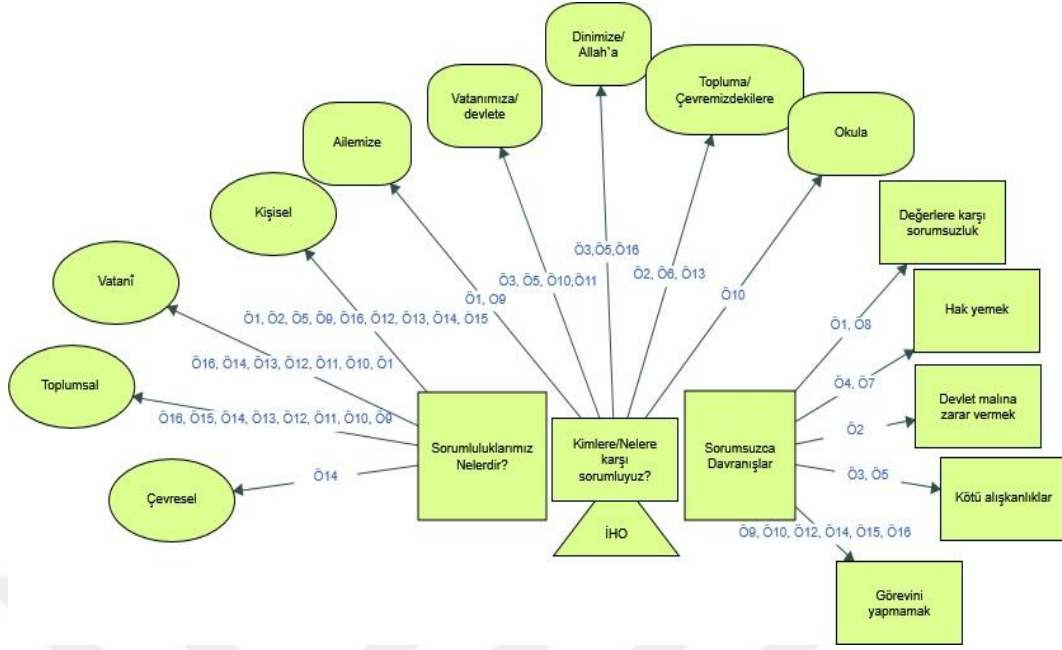 Dinimize/
Allah`a
Topluma/
Çevremizdekilere
Vatanımıza/
devlete
Okula
Ailemize
Kişisel
Değerlere karşı
sorumsuzluk
Vatanî
Hak yemek
Toplumsal
Devlet malına
zarar vermek
Çevresel
Kötü alışkanlıklar
Görevini
yapmamak
Ö3,Ö5,Ö16
Ö2, Ö6, Ö13
Ö3, Ö5, Ö10,Ö11
Ö10
Ö1, Ö9
Ö1, Ö2, Ö5, Ö9, Ö16, Ö12, Ö13, Ö14, Ö15
Ö16, Ö14, Ö13, Ö12, Ö11, Ö10, Ö1
Ö16, Ö15, Ö14, Ö13, Ö12, Ö11, Ö10, Ö9
Ö14
Ö1, Ö8
Ö4, Ö7
Ö2
Ö3, Ö5
Ö9, Ö10, Ö12, Ö14, Ö15, Ö16
Sorumluluklarımız
Nelerdir?
Kimlere/Nelere
karşı
sorumluyuz?
Sorumsuzca
Davranışlar
İHO